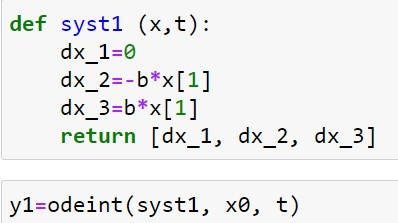 def syst1 (x,t):
    dx_1=0
    dx_2=-b*x[1]
    dx_3=b*x[1]
    return [dx_1, dx_2, dx_3]
y1=odeint(syst1, x0, t)